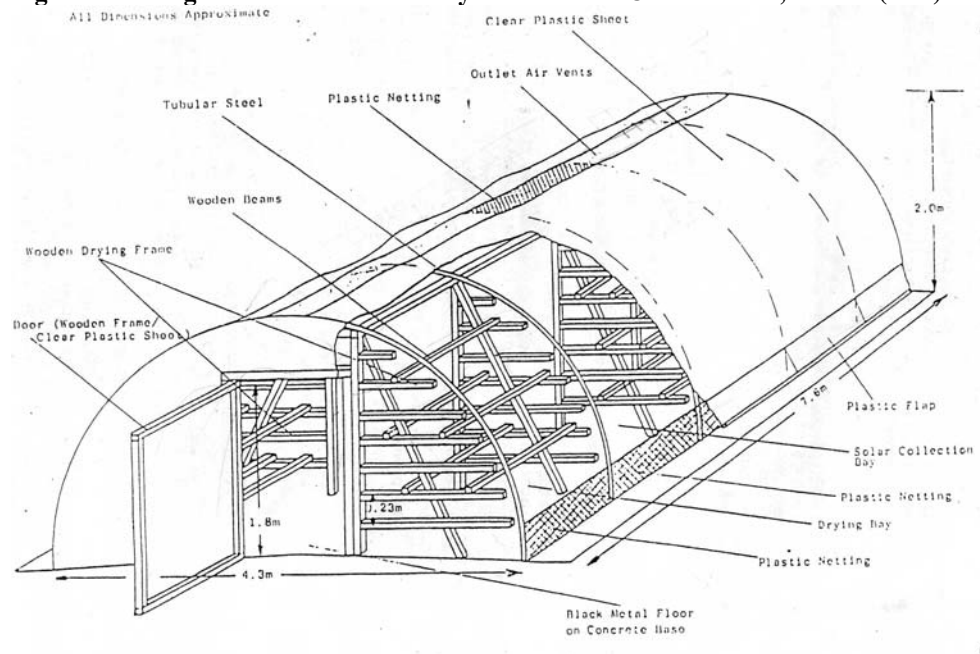 All Dimensions Approximate
Clear Plastic Sheet
Outlet Air Vents
Plastic Netting
Tubular Steel
Wooden Beams
2.0m
Wooden Drying Frame
Door (Wooden Frame/
Clear Plastic Sheet)
Plastic Flap
7.6m
Solar Collection
Bay
Plastic Netting
0.23m
1.8m
Drying Bay
Plastic Netting
4.3m
Black Metal Floor
on Concrete Base